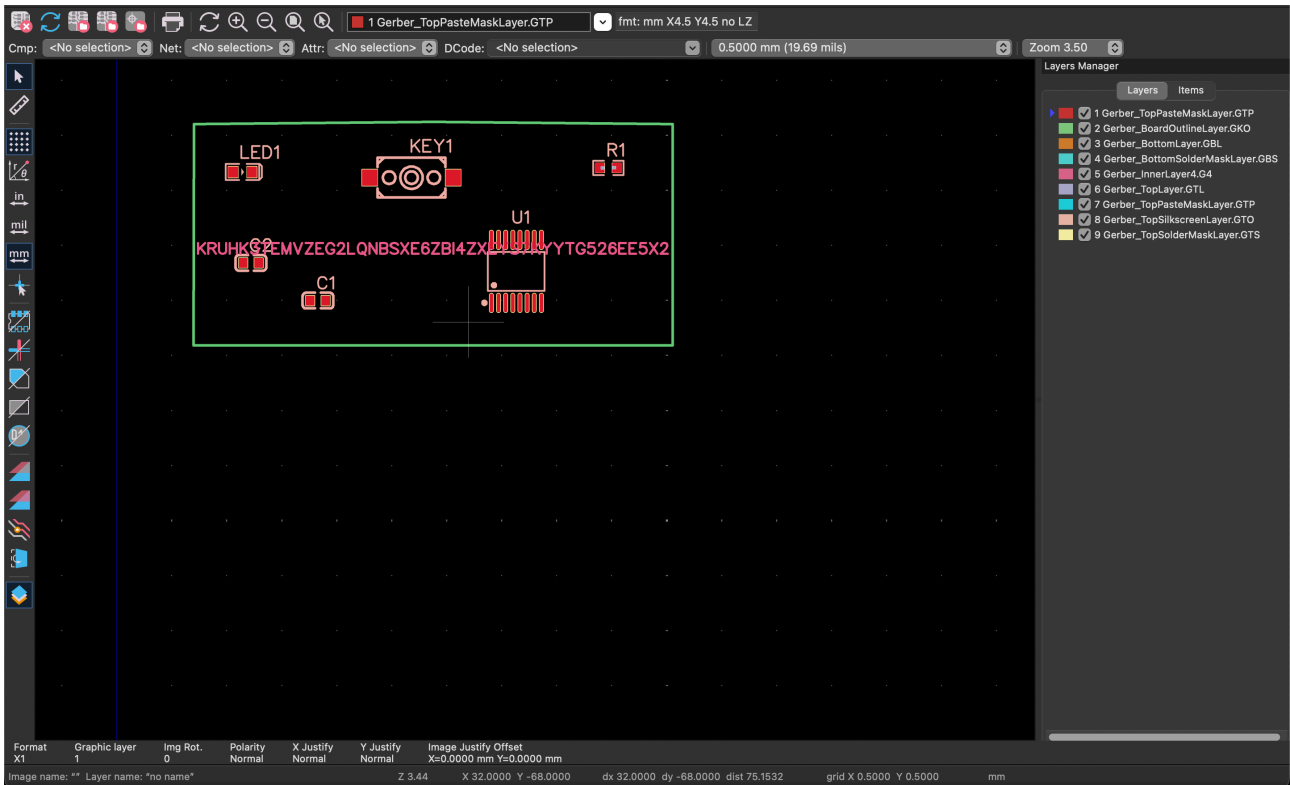 1 Gerber_TopPasteMaskLayer.GTP fmt: mm X4.5 Y4.5 no LZ
Cmp: <No selection> Net: <No selection> Attr: <No selection> DCode: <No selection> 0.5000 mm (19.69 mils) Zoom 3.50
Layers Manager
Layers Items
1 Gerber_TopPasteMaskLayer.GTP
2 Gerber_BoardOutlineLayer.GKO
3 Gerber_BottomLayer.GBL
4 Gerber_BottomSolderMaskLayer.GBS
5 Gerber_InnerLayer4.G4
6 Gerber_TopLayer.GTL
7 Gerber_TopPasteMaskLayer.GTP
8 Gerber_TopSilkscreenLayer.GTO
9 Gerber_TopSolderMaskLayer.GTS
in
mil
mm
LED1
KEY1
R1
U1
C2
C1
Format Graphic layer Img Rot. Polarity X Justify Y Justify Image Justify Offset
X1 1 0 Normal Normal Normal X=0.0000 mm Y=0.0000 mm
Image name: "" Layer name: "no name" Z 3.44 X 32.0000 Y -68.0000 dx 32.0000 dy -68.0000 dist 75.1532 grid X 0.5000 Y 0.5000 mm